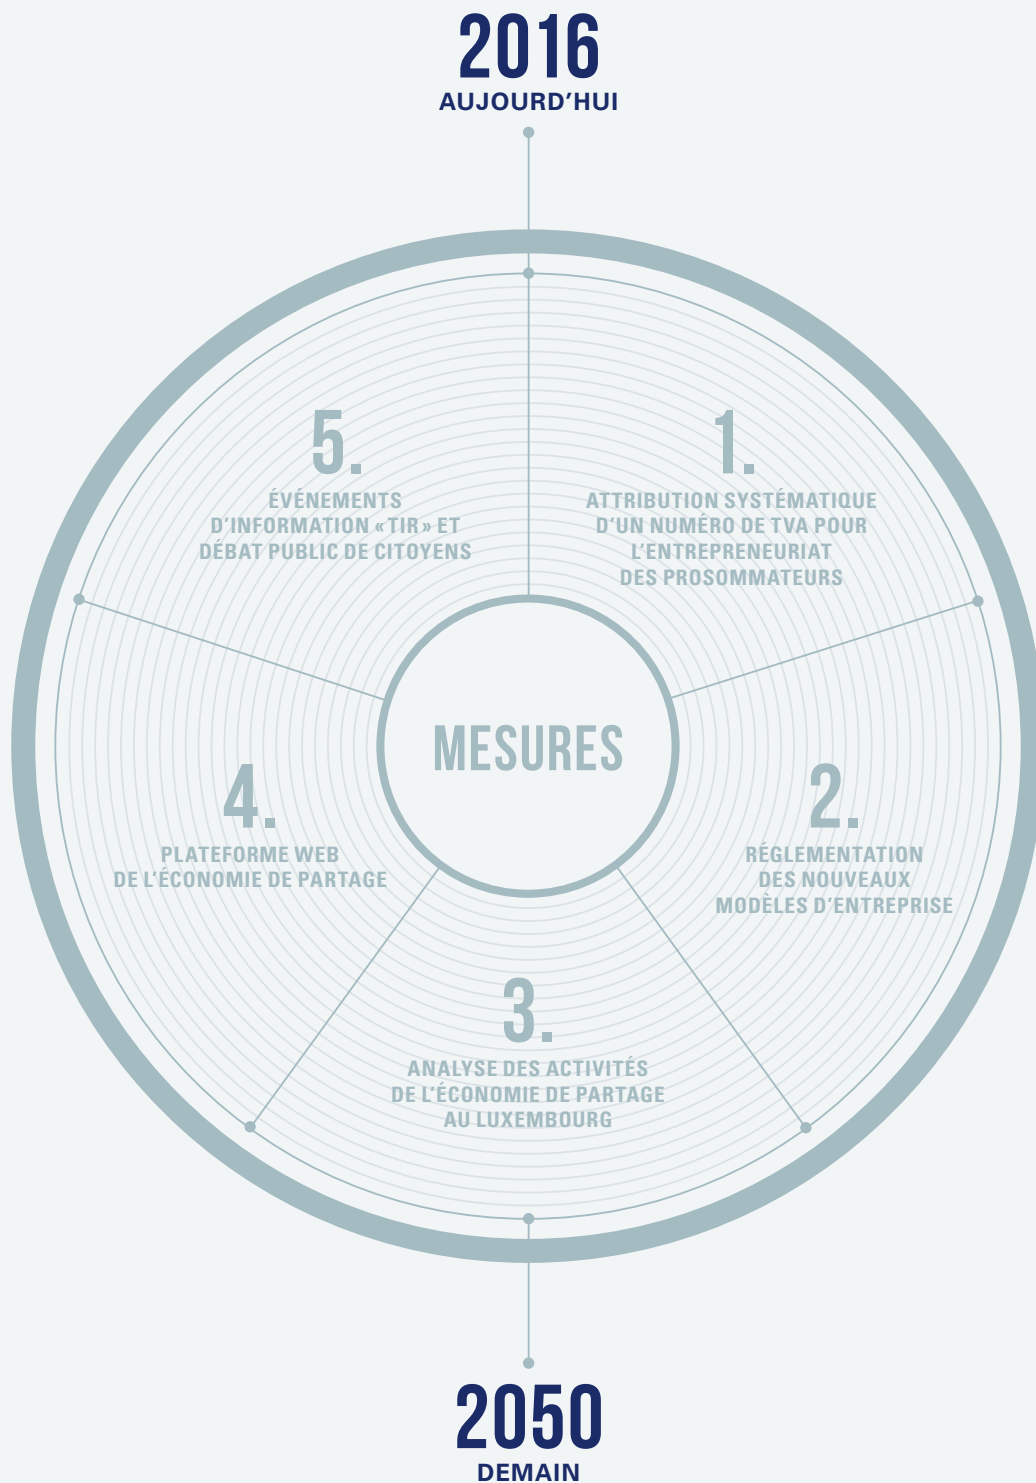 2016
AUJOURD'HUI
1.
ATTRIBUTION SYSTÉMATIQUE
D'UN NUMÉRO DE TVA POUR
L'ENTREPRENEURIAT
DES PROSOMMATEURS
2.
RÉGLEMENTATION
DES NOUVEAUX
MODÈLES D'ENTREPRISE
3.
ANALYSE DES ACTIVITÉS
DE L'ÉCONOMIE DE PARTAGE
AU LUXEMBOURG
4.
PLATEFORME WEB
DE L'ÉCONOMIE DE PARTAGE
5.
ÉVÉNEMENTS
D'INFORMATION «TIR» ET
DÉBAT PUBLIC DE CITOYENS
MESURES
2050
DEMAIN